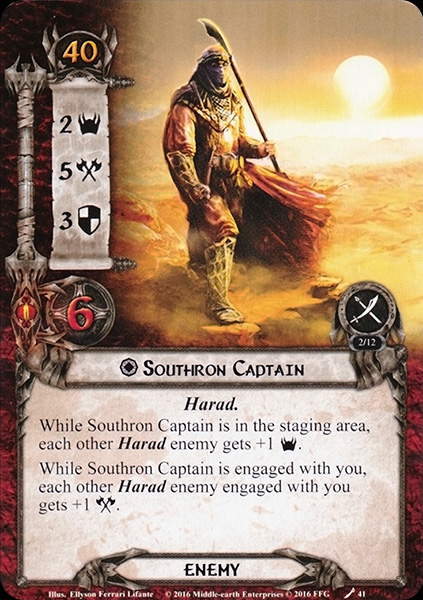 40
2
5
3
6
2/12
Southron Captain
Harad.
While Southron Captain is in the staging area,
each other Harad enemy gets +1 .
While Southron Captain is engaged with you,
each other Harad enemy engaged with you
gets +1 .
ENEMY
Illus. Ellyson Ferrari Lifante © 2016 Middle-earth Enterprises © 2016 FFG 41